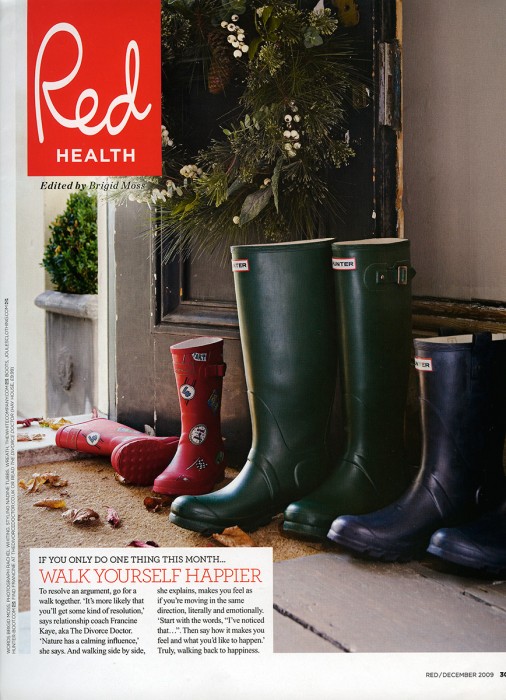 Red
HEALTH
Edited by Brigid Moss
HUNTER
HUNTER
HUNTER
IF YOU ONLY DO ONE THING THIS MONTH...
WALK YOURSELF HAPPIER
To resolve an argument, go for a
walk together. ‘It’s more likely that
you’ll get some kind of resolution,’
says relationship coach Francine
Kaye, aka The Divorce Doctor.
‘Nature has a calming influence,’
she says. And walking side by side,
she explains, makes you feel as
if you’re moving in the same
direction, literally and emotionally.
‘Start with the words, “I’ve noticed
that…”. Then say how it makes you
feel and what you’d like to happen.’
Truly, walking back to happiness.
RED/DECEMBER 2009